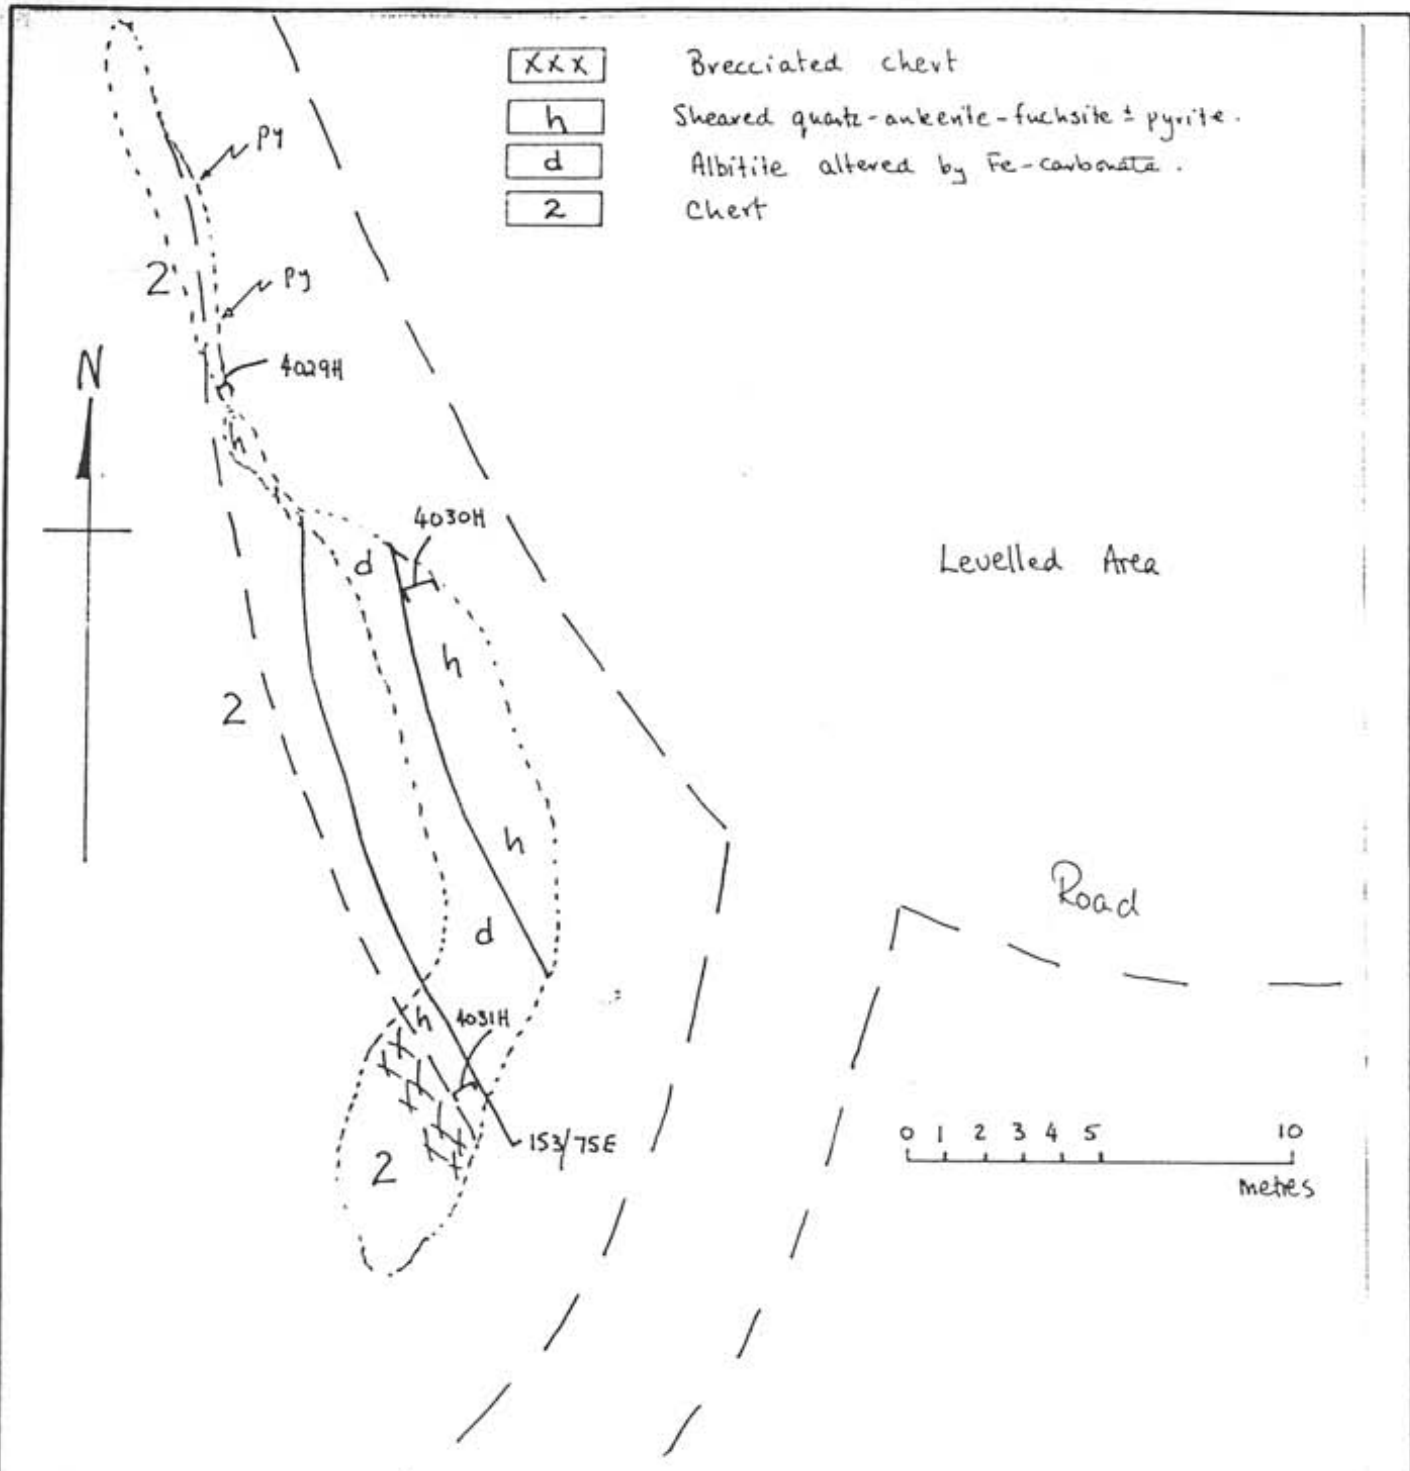 XXX Brecciated chert
h Sheared quartz-ankerite-fuchsite ± pyrite.
d Albitite altered by Fe-carbonate.
2 Chert
py
2
py
4029H
N
h
4030H
d
Levelled Area
h
2
h
Road
d
h
4031H
153/75E
2
0 1 2 3 4 5 10
metres